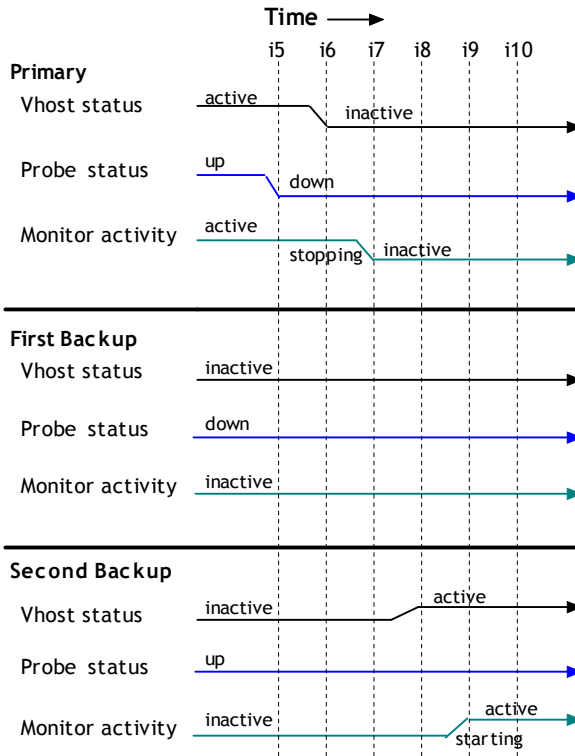 Time
i5 i6 i7 i8 i9 i10
Primary
Vhost status active inactive
Probe status up down
Monitor activity active stopping inactive
First Backup
Vhost status inactive
Probe status down
Monitor activity inactive
Second Backup
Vhost status inactive active
Probe status up
Monitor activity inactive starting active